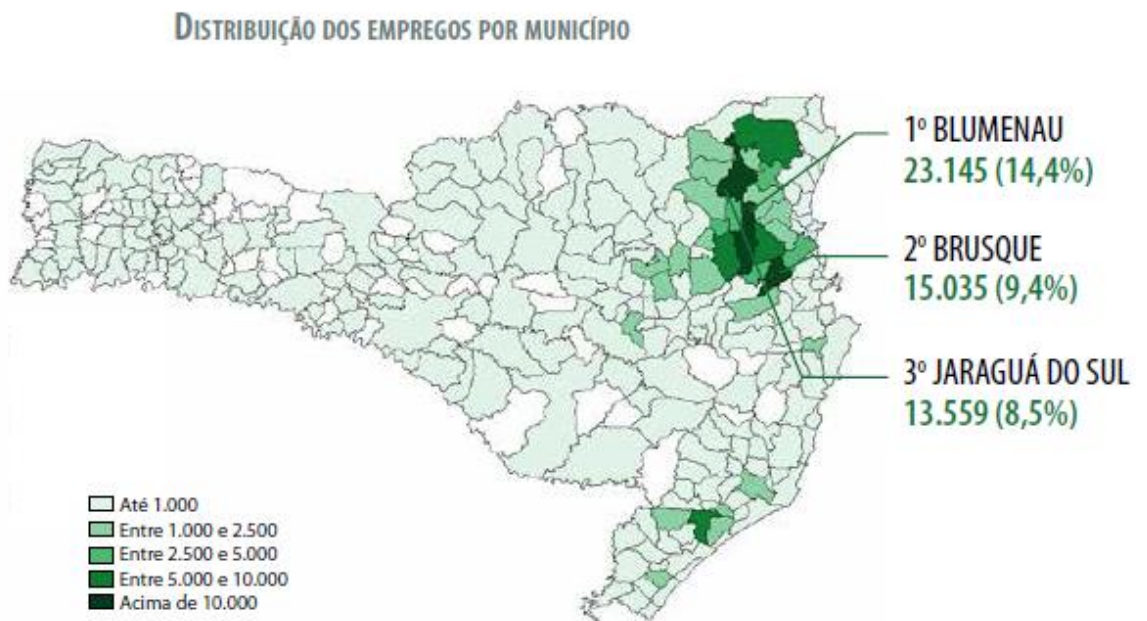 DISTRIBUIÇÃO DOS EMPREGOS POR MUNICÍPIO
1º BLUMENAU
23.145 (14,4%)
2º BRUSQUE
15.035 (9,4%)
3º JARAGUÁ DO SUL
13.559 (8,5%)
Até 1.000
Entre 1.000 e 2.500
Entre 2.500 e 5.000
Entre 5.000 e 10.000
Acima de 10.000